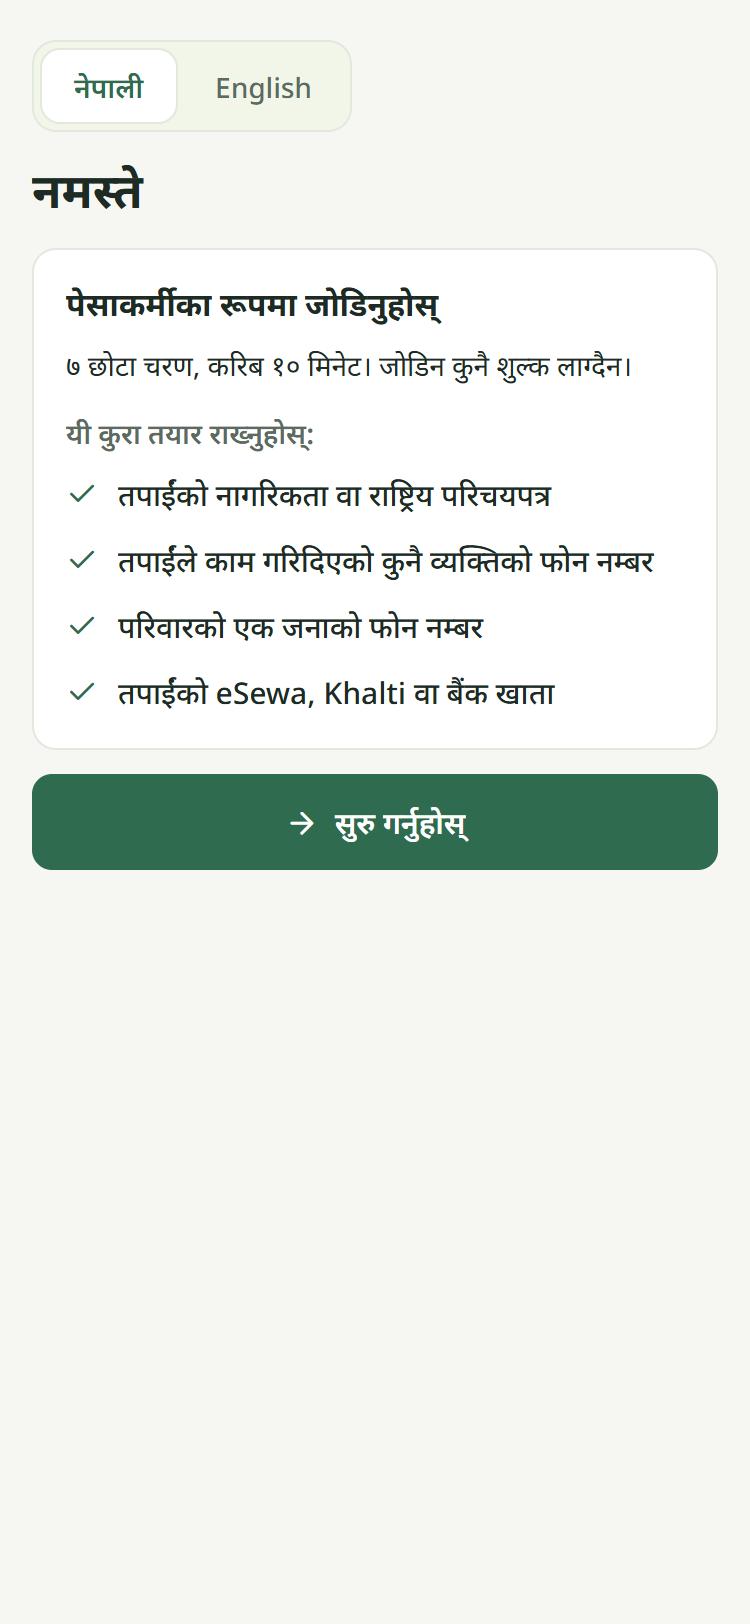 नेपाली English
नमस्ते
पेसाकर्मीका रूपमा जोडिनुहोस्
७ छोटा चरण, करिब १० मिनेट। जोडिन कुनै शुल्क लाग्दैन।
यी कुरा तयार राख्नुहोस्:
तपाईंको नागरिकता वा राष्ट्रिय परिचयपत्र
तपाईंले काम गरिदिएको कुनै व्यक्तिको फोन नम्बर
परिवारको एक जनाको फोन नम्बर
तपाईंको eSewa, Khalti वा बैंक खाता
सुरु गर्नुहोस्